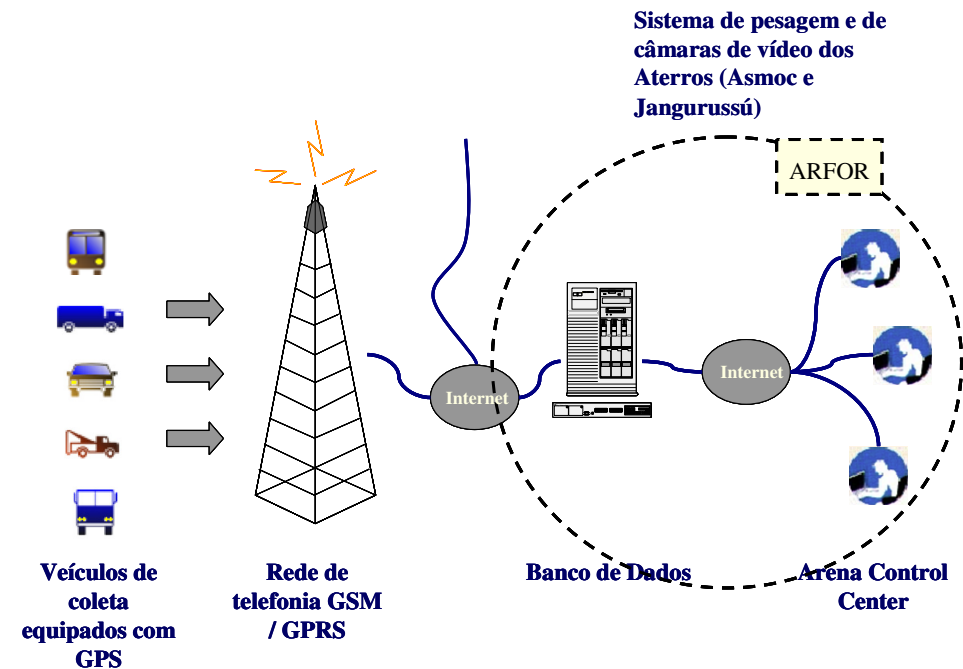 Sistema de pesagem e de
câmaras de vídeo dos
Aterros (Asmoc e
Jangurussú)
ARFOR
Internet
Internet
Veículos de
coleta
equipados com
GPS
Rede de
telefonia GSM
/ GPRS
Banco de Dados
Arena Control
Center